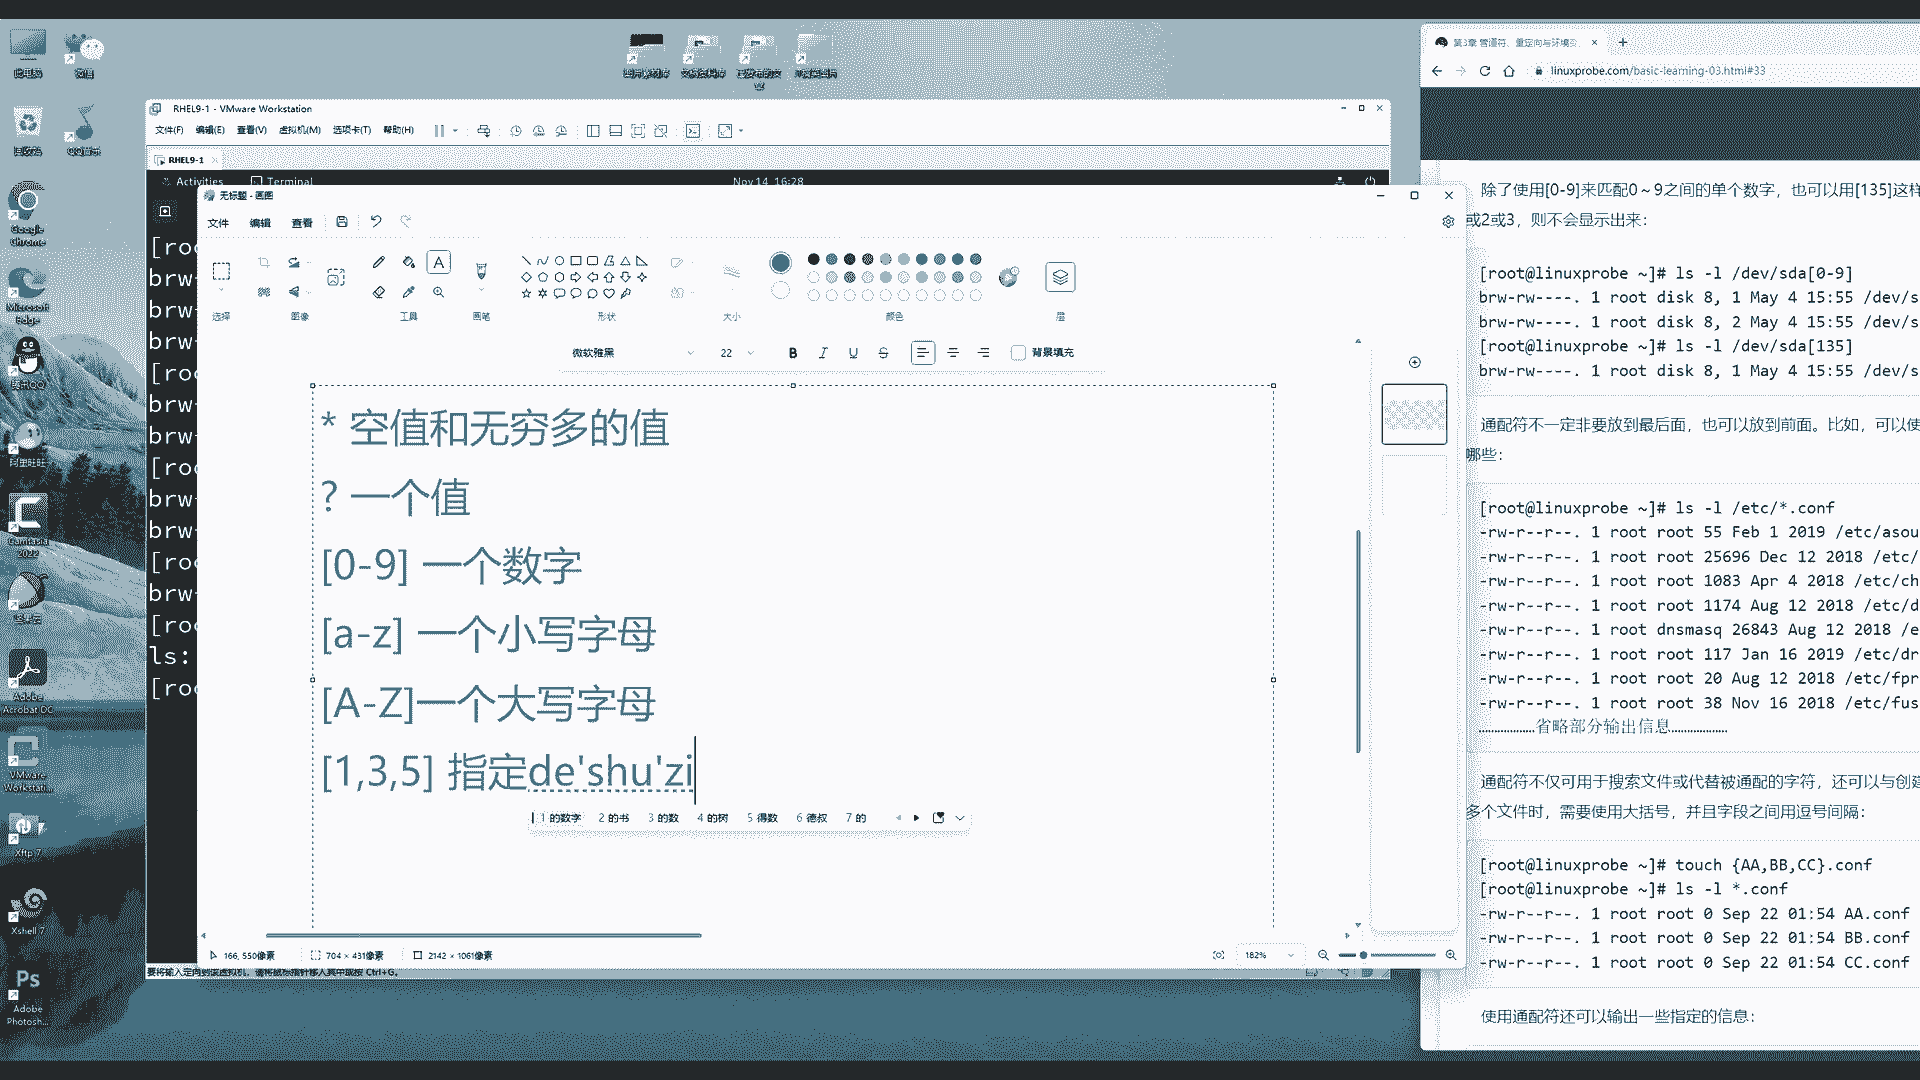 RHEL9-1 - VMware Workstation
文件(F) 编辑(E) 查看(V) 虚拟机(M) 选项卡(T) 帮助(H)
RHEL9-1
Activities Terminal Nov 14 16:28
无标题 - 画图
文件 编辑 查看
A
选择 图像 工具 画笔 形状 大小 颜色 层
微软雅黑 22 B I U S 背景填充
* 空值和无穷多的值
? 一个值
[0-9] 一个数字
[a-z] 一个小写字母
[A-Z]一个大写字母
[1,3,5] 指定de'shu'zi
1 的数字 2 的书 3 的数 4 的树 5 得数 6 德叔 7 的
166, 550像素 704 × 431像素 2142 × 1061像素 182%
要将输入定向到该虚拟机，请将鼠标指针移入其中或按 Ctrl+G。
[roo
brw-
brw-
brw-
[roo
brw-
brw-
[roo
brw-
brw-
[roo
brw-
[roo
ls:
[roo
此电脑
微信
回收站
QQ音乐
Google Chrome
Microsoft Edge
腾讯QQ
阿里旺旺
Camtasia 2022
坚果云
Adobe Acrobat DC
VMware Workstati...
Xftp 7
Xshell 7
Ps
Adobe Photosh...
第3章 管道符、重定向与环境变
linuxprobe.com/basic-learning-03.html#33
除了使用[0-9]来匹配0～9之间的单个数字，也可以用[135]这样
或2或3，则不会显示出来：
[root@linuxprobe ~]# ls -l /dev/sda[0-9]
brw-rw----. 1 root disk 8, 1 May 4 15:55 /dev/s
brw-rw----. 1 root disk 8, 2 May 4 15:55 /dev/s
[root@linuxprobe ~]# ls -l /dev/sda[135]
brw-rw----. 1 root disk 8, 1 May 4 15:55 /dev/s
通配符不一定非要放到最后面，也可以放到前面。比如，可以使
哪些：
[root@linuxprobe ~]# ls -l /etc/*.conf
-rw-r--r--. 1 root root 55 Feb 1 2019 /etc/asou
-rw-r--r--. 1 root root 25696 Dec 12 2018 /etc/
-rw-r--r--. 1 root root 1083 Apr 4 2018 /etc/ch
-rw-r--r--. 1 root root 1174 Aug 12 2018 /etc/d
-rw-r--r--. 1 root dnsmasq 26843 Aug 12 2018 /e
-rw-r--r--. 1 root root 117 Jan 16 2019 /etc/dr
-rw-r--r--. 1 root root 20 Aug 12 2018 /etc/fpr
-rw-r--r--. 1 root root 38 Nov 16 2018 /etc/fus
………………省略部分输出信息………………
通配符不仅可用于搜索文件或代替被通配的字符，还可以与创建
多个文件时，需要使用大括号，并且字段之间用逗号间隔：
[root@linuxprobe ~]# touch {AA,BB,CC}.conf
[root@linuxprobe ~]# ls -l *.conf
-rw-r--r--. 1 root root 0 Sep 22 01:54 AA.conf
-rw-r--r--. 1 root root 0 Sep 22 01:54 BB.conf
-rw-r--r--. 1 root root 0 Sep 22 01:54 CC.conf
使用通配符还可以输出一些指定的信息：